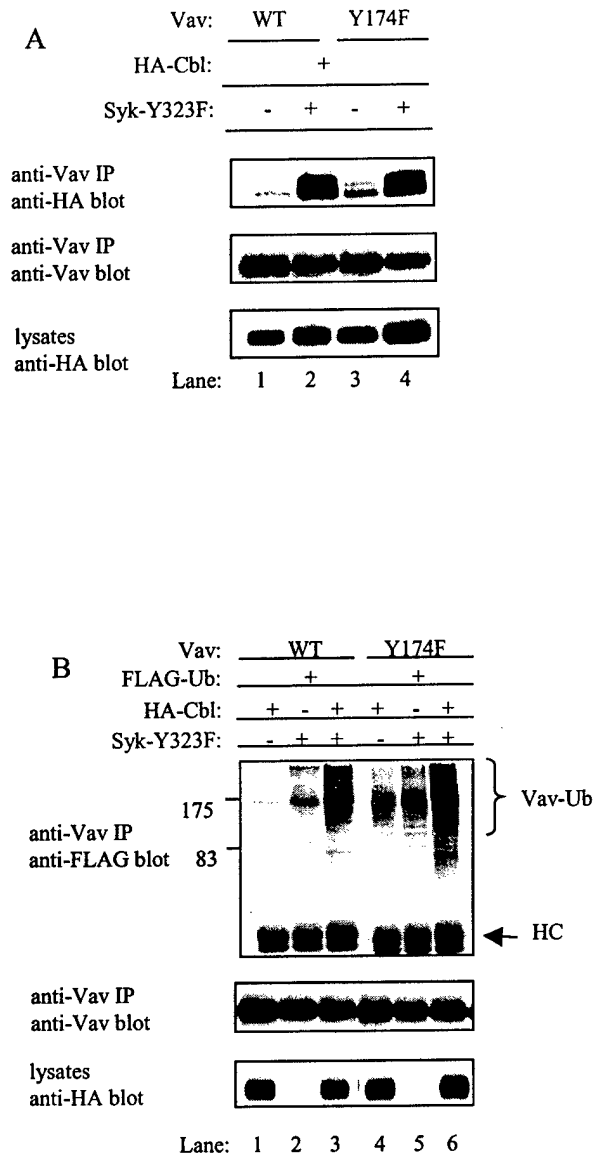 A
Vav: WT Y174F
HA-Cbl: +
Syk-Y323F: - + - +
anti-Vav IP
anti-HA blot
anti-Vav IP
anti-Vav blot
lysates
anti-HA blot
Lane: 1 2 3 4
B
Vav: WT Y174F
FLAG-Ub: + +
HA-Cbl: + - + + - +
Syk-Y323F: - + + - + +
175
Vav-Ub
anti-Vav IP
anti-FLAG blot 83
HC
anti-Vav IP
anti-Vav blot
lysates
anti-HA blot
Lane: 1 2 3 4 5 6